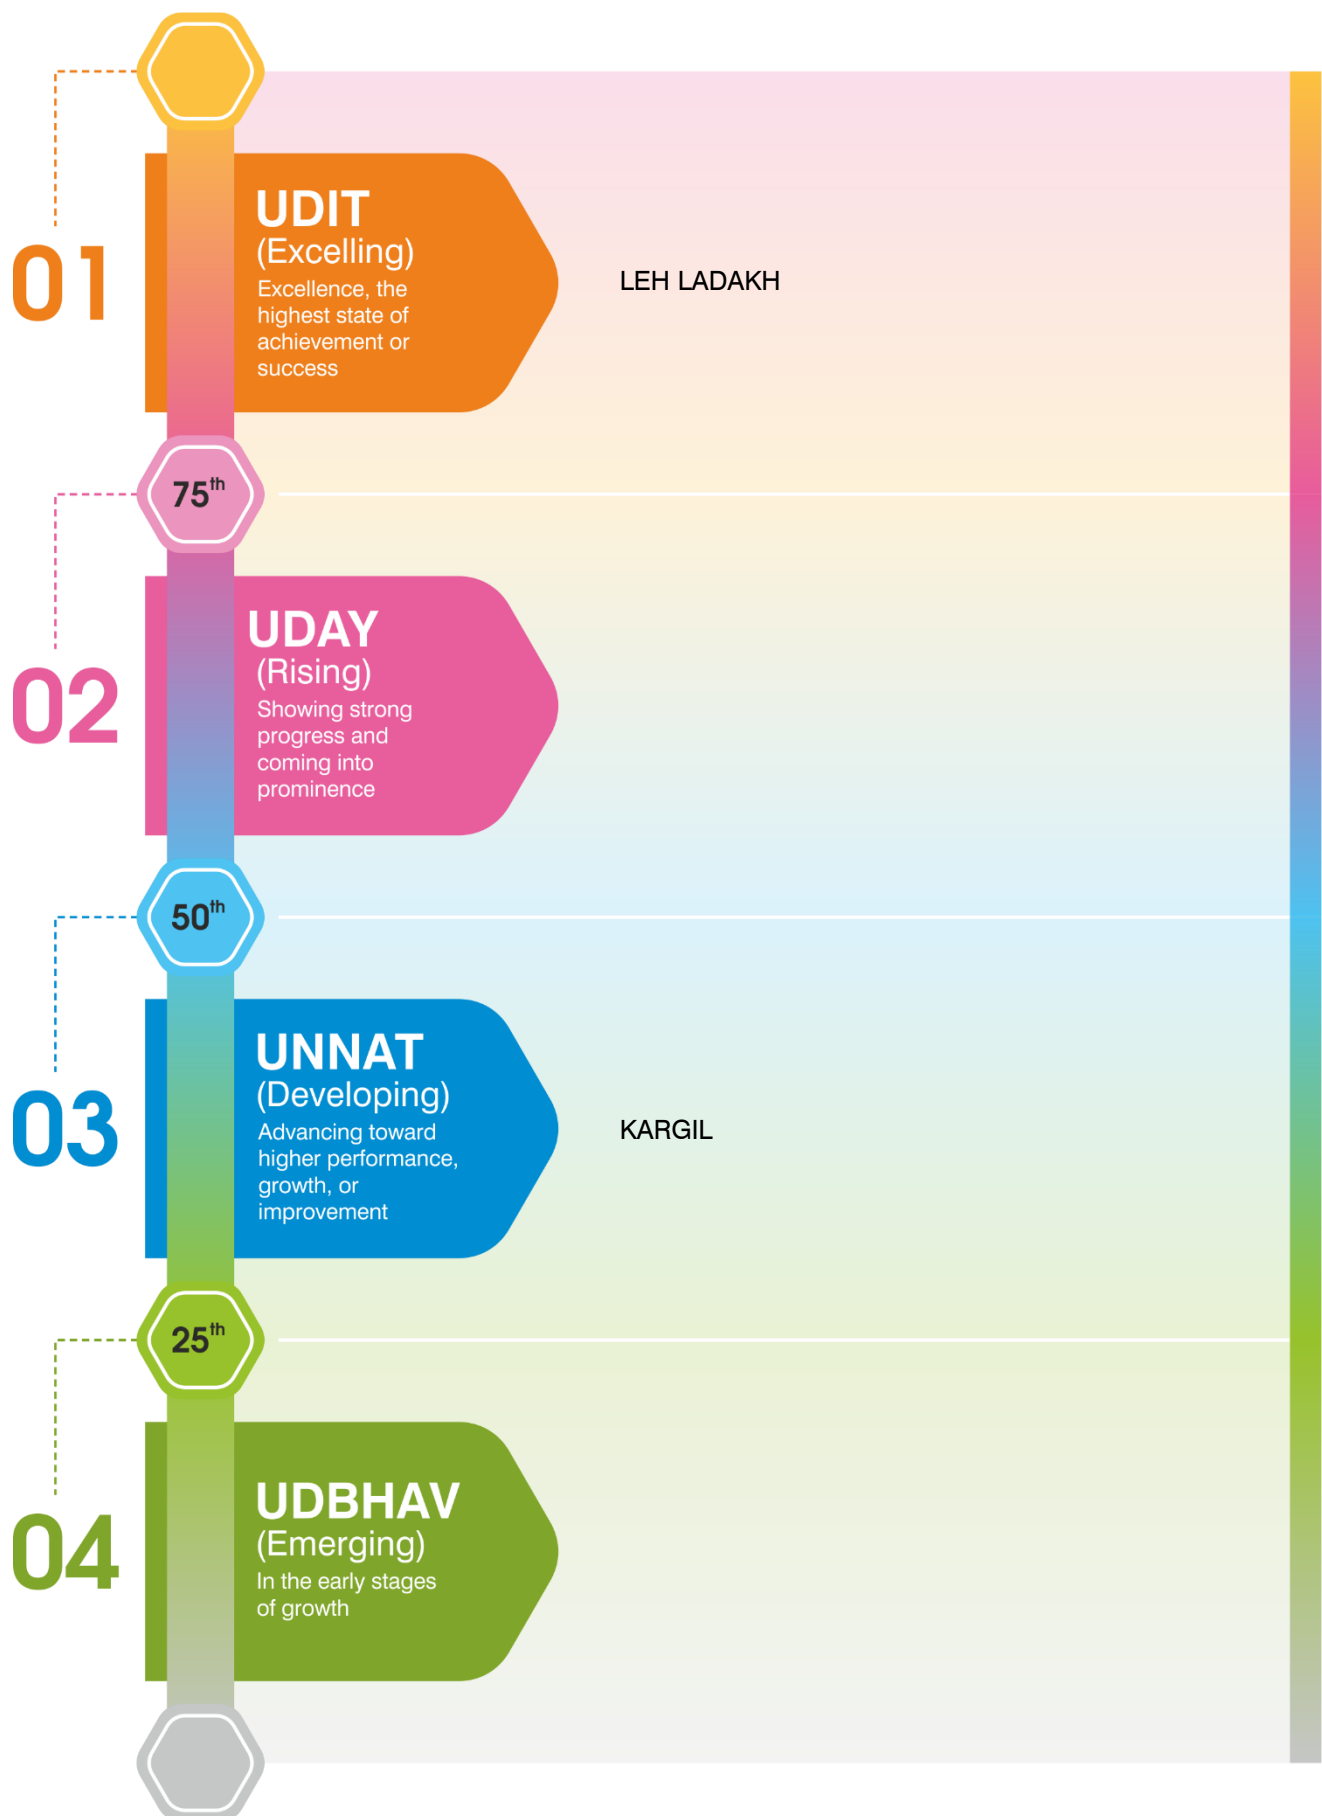 01
UDIT
(Excelling)
Excellence, the
highest state of
achievement or
success
LEH LADAKH
75th
02
UDAY
(Rising)
Showing strong
progress and
coming into
prominence
50th
03
UNNAT
(Developing)
Advancing toward
higher performance,
growth, or
improvement
KARGIL
25th
04
UDBHAV
(Emerging)
In the early stages
of growth